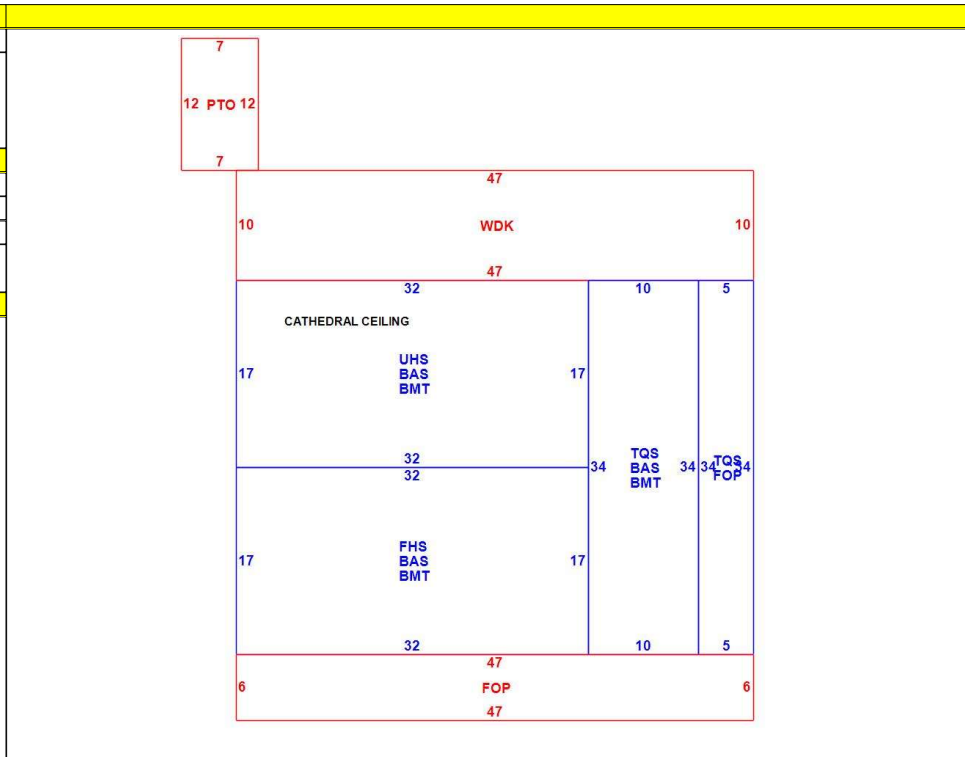 7
12 PTO 12
7
47
10 WDK 10
47
32 10 5
CATHEDRAL CEILING
UHS
17 BAS 17
BMT
32
32
34 TQS 34 34 TQS 34
BAS FOP
BMT
FHS
17 BAS 17
BMT
32 10 5
47
6 FOP 6
47